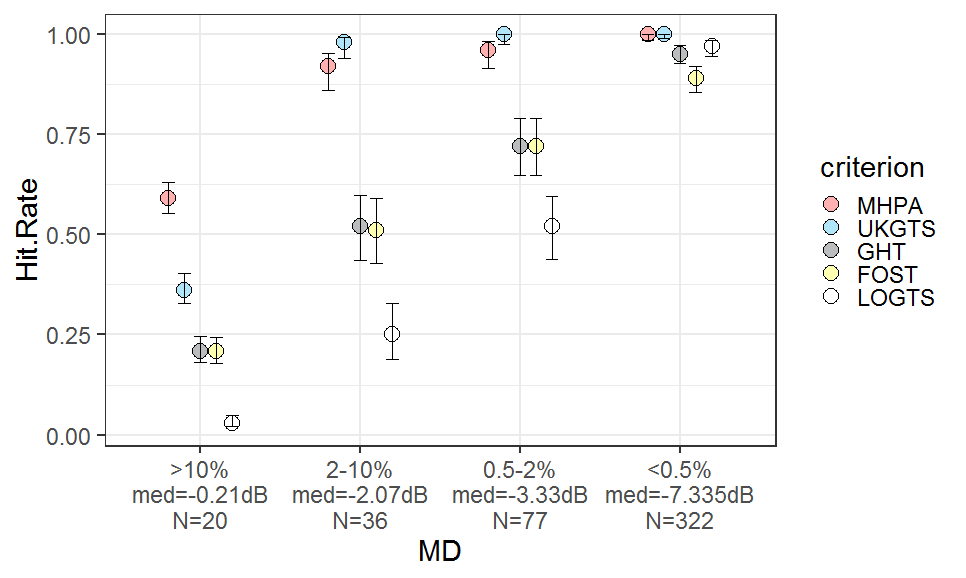 1.00
0.75
0.50
0.25
0.00
Hit.Rate
>10%
med=-0.21dB
N=20
2-10%
med=-2.07dB
N=36
0.5-2%
med=-3.33dB
N=77
<0.5%
med=-7.335dB
N=322
MD
criterion
MHPA
UKGTS
GHT
FOST
LOGTS